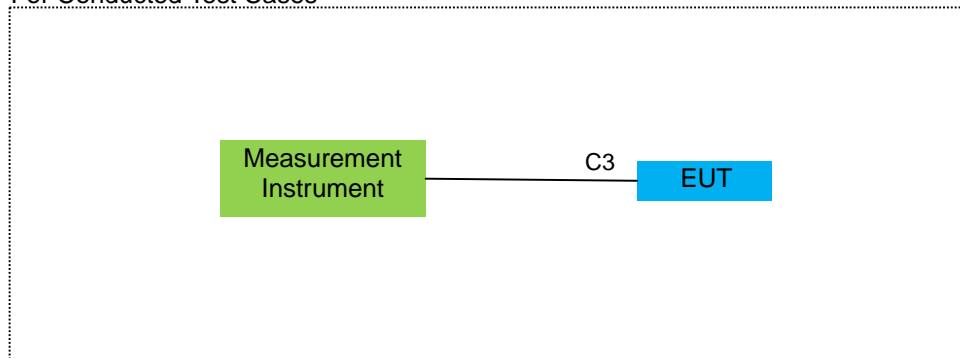 For Conducted Test Cases
Measurement
Instrument
C3
EUT